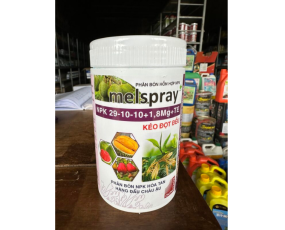 PHÂN BÓN HỖN HỢP NPK
melspray
NPK 29-10-10+1,8Mg+TE
KÉO ĐỌT ĐỀU
PHÂN BÓN NPK HÒA TAN
HÀNG ĐẦU CHÂU ÂU